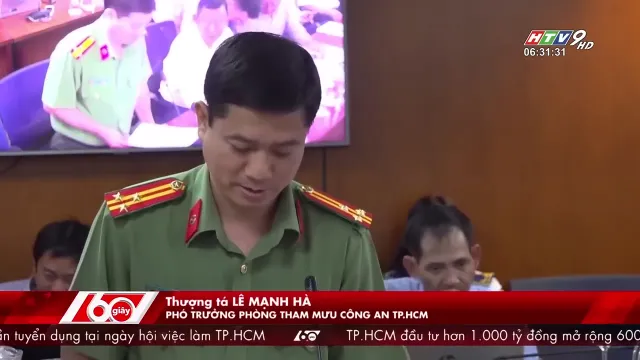 HTV9 HD
06:31:31
60 giây
Thượng tá LÊ MẠNH HÀ
PHÓ TRƯỞNG PHÒNG THAM MƯU CÔNG AN TP.HCM
ần tuyển dụng tại ngày hội việc làm TP.HCM 60giây TP.HCM đầu tư hơn 1.000 tỷ đồng mở rộng 600